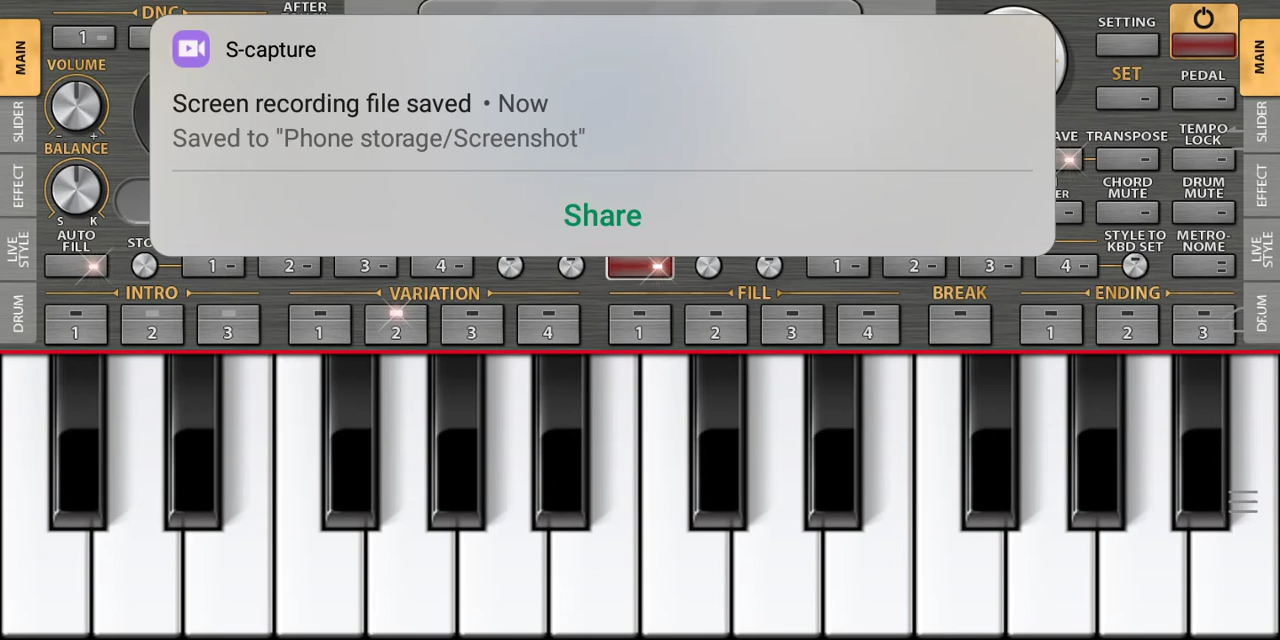 DNC
AFTER
SETTING
1
S-capture
MAIN
MAIN
VOLUME
SET
PEDAL
Screen recording file saved • Now
Saved to "Phone storage/Screenshot"
SLIDER
- +
SLIDER
BALANCE
TRANSPOSE
TEMPO
LOCK
EFFECT
EFFECT
CHORD
MUTE
DRUM
MUTE
S K
Share
AUTO
FILL
LIVE
STYLE
STYLE TO
KBD SET
METRO-
NOME
LIVE
STYLE
1 - 2 - 3 - 4 - 1 - 2 - 3 - 4 -
DRUM
INTRO VARIATION FILL BREAK ENDING
DRUM
1 2 3 1 2 3 4 1 2 3 4 1 2 3